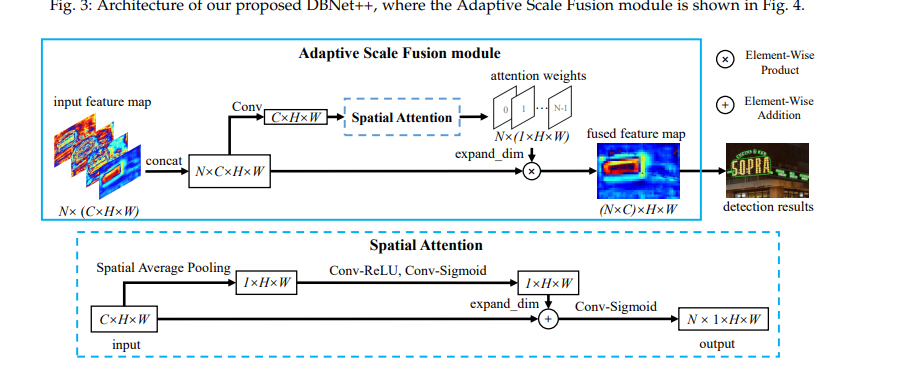 Fig. 3: Architecture of our proposed DBNet++, where the Adaptive Scale Fusion module is shown in Fig. 4.
Adaptive Scale Fusion module
Element-Wise
Product
Element-Wise
Addition
attention weights
input feature map
Conv
C×H×W
Spatial Attention
0 1 ... N-1
N×(1×H×W)
fused feature map
concat
expand_dim
N×C×H×W
SOPRA
N× (C×H×W)
(N×C)×H×W
detection results
Spatial Attention
Spatial Average Pooling
1×H×W
Conv-ReLU, Conv-Sigmoid
1×H×W
expand_dim
Conv-Sigmoid
C×H×W
N × 1×H×W
input
output